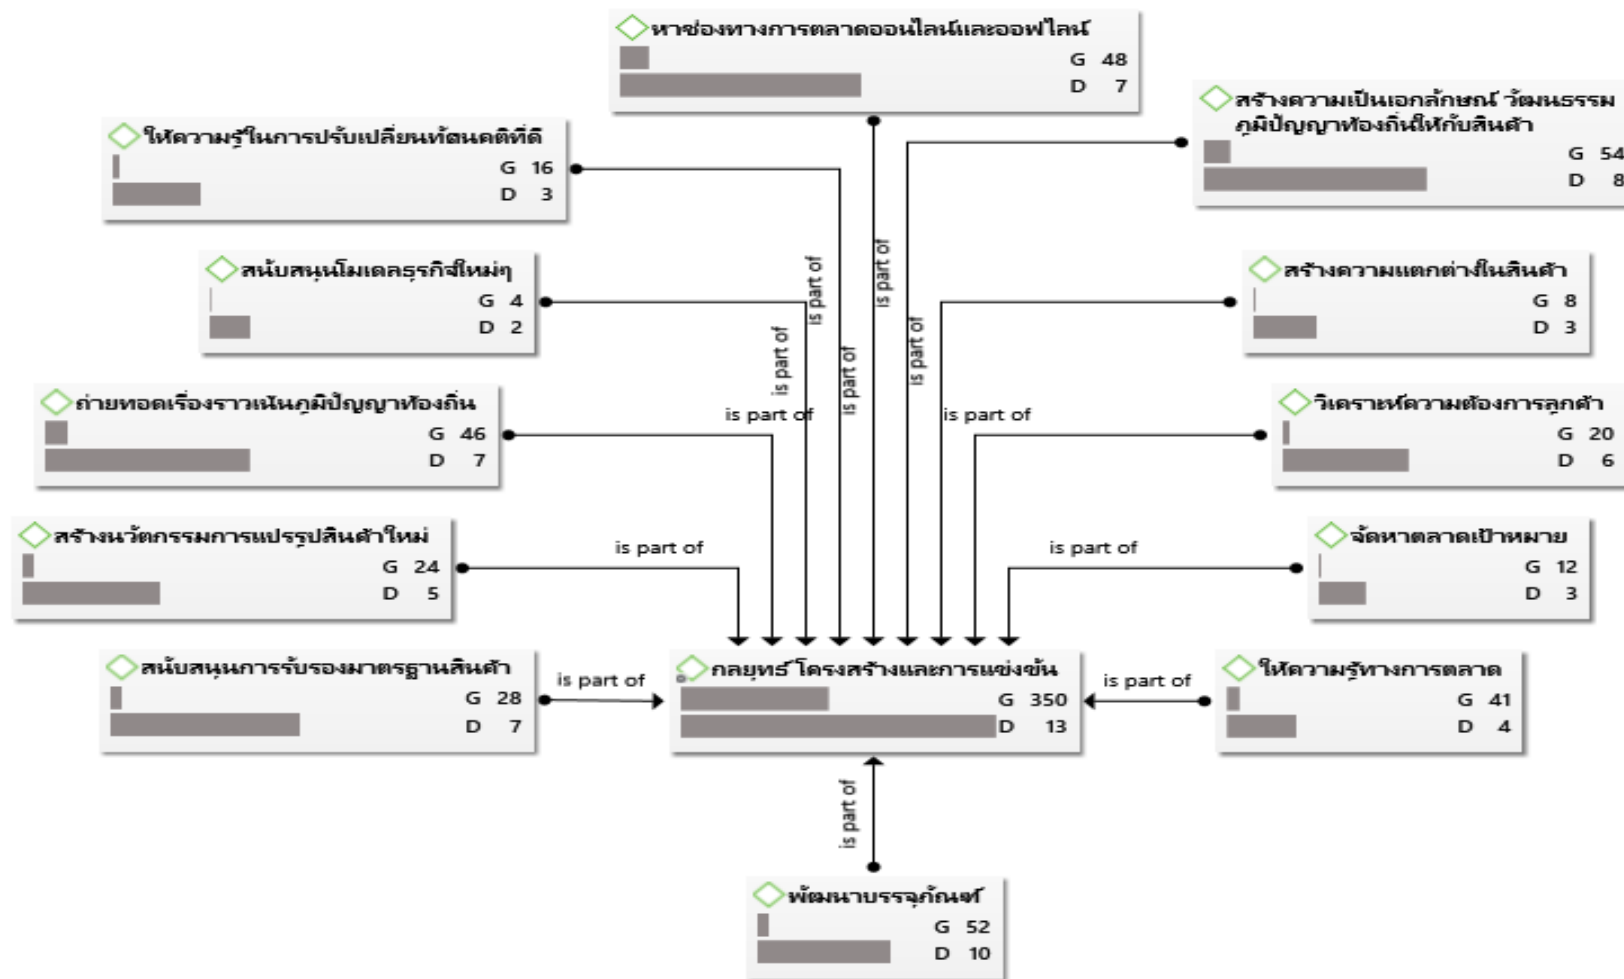 หาช่องทางการตลาดออนไลน์และออฟไลน์
G 48
D 7
สร้างความเป็นเอกลักษณ์ วัฒนธรรม
ภูมิปัญญาท้องถิ่นให้กับสินค้า
G 54
D 8
ให้ความรู้ในการปรับเปลี่ยนทัศนคติที่ดี
G 16
D 3
สนับสนุนโมเดลธุรกิจใหม่ๆ
G 4
D 2
สร้างความแตกต่างในสินค้า
G 8
D 3
is part of
is part of
is part of
is part of
is part of
ถ่ายทอดเรื่องราวเน้นภูมิปัญญาท้องถิ่น
G 46
D 7
is part of
is part of
วิเคราะห์ความต้องการลูกค้า
G 20
D 6
สร้างนวัตกรรมการแปรรูปสินค้าใหม่
G 24
D 5
is part of
is part of
จัดหาตลาดเป้าหมาย
G 12
D 3
สนับสนุนการรับรองมาตรฐานสินค้า
G 28
D 7
is part of
กลยุทธ์ โครงสร้างและการแข่งขัน
G 350
D 13
is part of
ให้ความรู้ทางการตลาด
G 41
D 4
is part of
พัฒนาบรรจุภัณฑ์
G 52
D 10